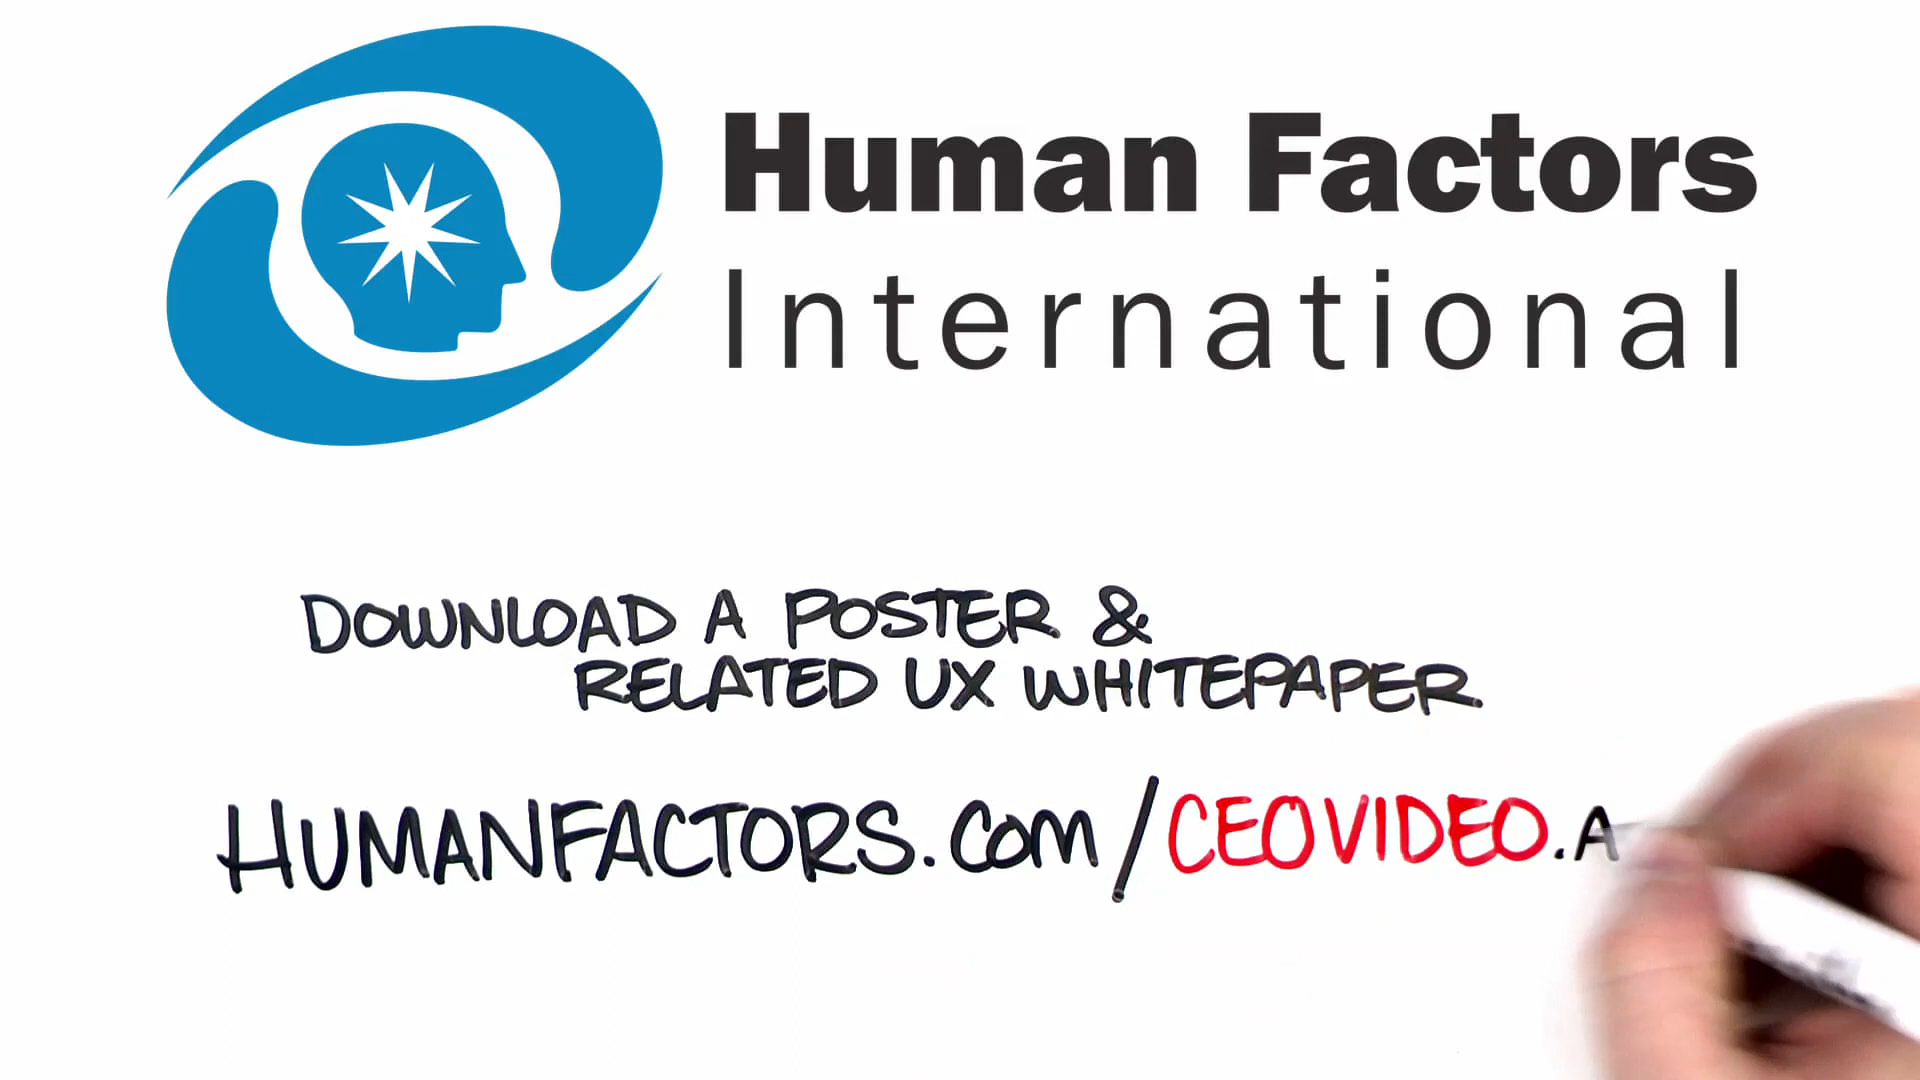 Human Factors
International
DOWNLOAD A POSTER &
RELATED UX WHITEPAPER
HUMANFACTORS.COM/CEOVIDEO.A